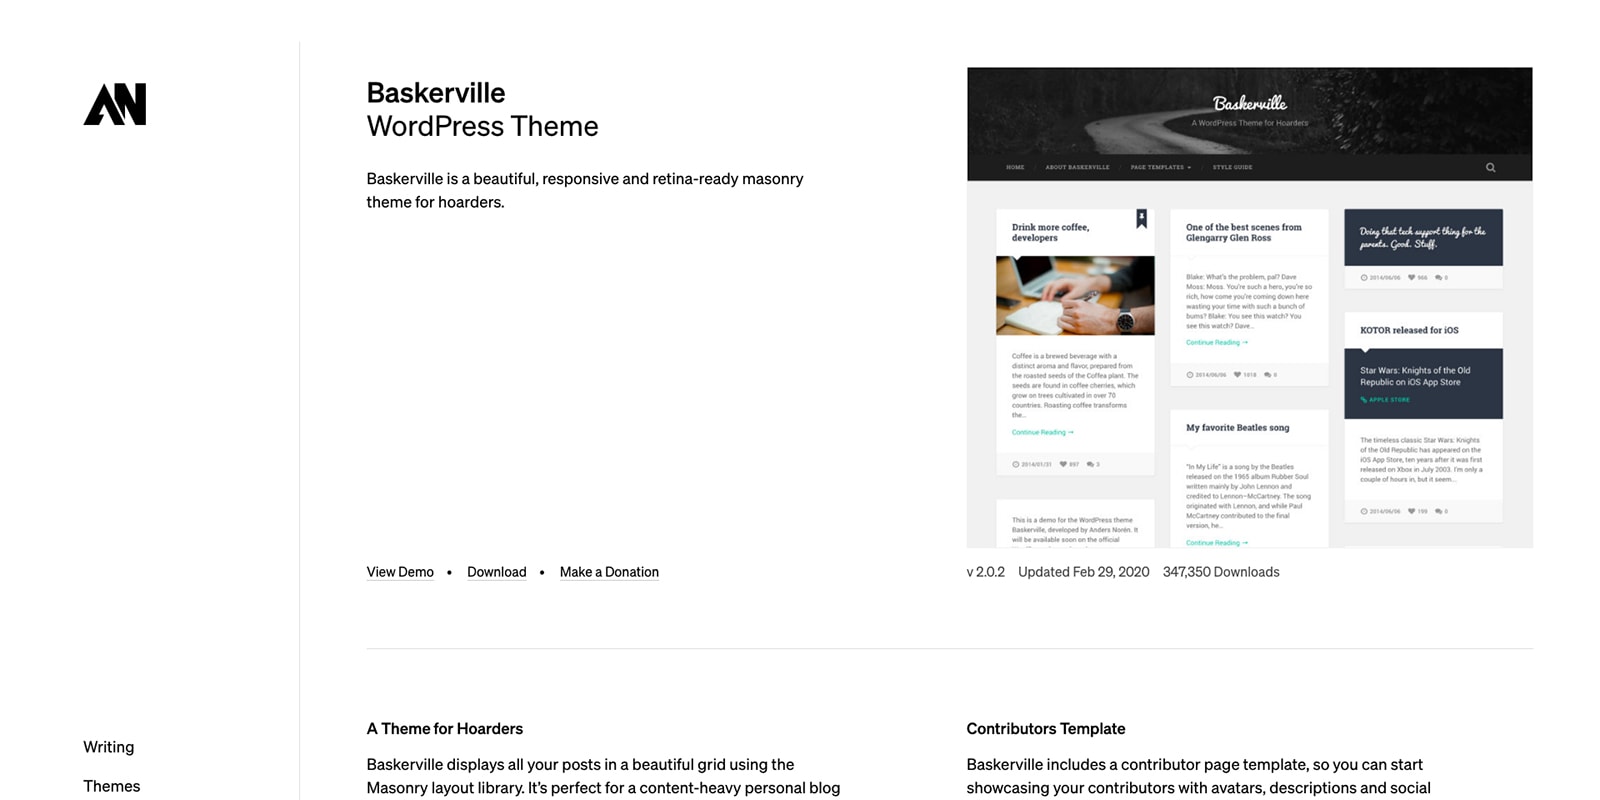 AN
Baskerville
WordPress Theme
Baskerville is a beautiful, responsive and retina-ready masonry
theme for hoarders.
View Demo • Download • Make a Donation
Baskerville
A WordPress Theme for Hoarders
HOME / ABOUT BASKERVILLE / PAGE TEMPLATES / STYLE GUIDE
Drink more coffee,
developers
Coffee is a brewed beverage with a
distinct aroma and flavor, prepared from
the roasted seeds of the Coffea plant. The
seeds are found in coffee cherries, which
grow on trees cultivated in over 70
countries. Roasting coffee transforms
the...
Continue Reading →
2014/01/31 897 3
This is a demo for the WordPress theme
Baskerville, developed by Anders Norén. It
will be available soon on the official
One of the best scenes from
Glengarry Glen Ross
Blake: What's the problem, pal? Dave
Moss: Moss. You're such a hero, you're so
rich, how come you're coming down here
wasting your time with such a bunch of
bums? Blake: You see this watch? You
see this watch? Dave...
Continue Reading →
2014/06/06 1018 0
My favorite Beatles song
"In My Life" is a song by the Beatles
released on the 1965 album Rubber Soul
written mainly by John Lennon and
credited to Lennon–McCartney. The song
originated with Lennon, and while Paul
McCartney contributed to the final
version, he...
Continue Reading →
Doing that tech support thing for the
parents. Good. Stuff.
2014/06/06 966 0
KOTOR released for iOS
Star Wars: Knights of the Old
Republic on iOS App Store
APPLE STORE
The timeless classic Star Wars: Knights
of the Old Republic has appeared on the
iOS App Store, ten years after it was first
released on Xbox in July 2003. I'm only a
couple of hours in, but it seem...
2014/06/06 199 0
v 2.0.2 Updated Feb 29, 2020 347,350 Downloads
Writing
Themes
A Theme for Hoarders
Baskerville displays all your posts in a beautiful grid using the
Masonry layout library. It's perfect for a content-heavy personal blog
Contributors Template
Baskerville includes a contributor page template, so you can start
showcasing your contributors with avatars, descriptions and social